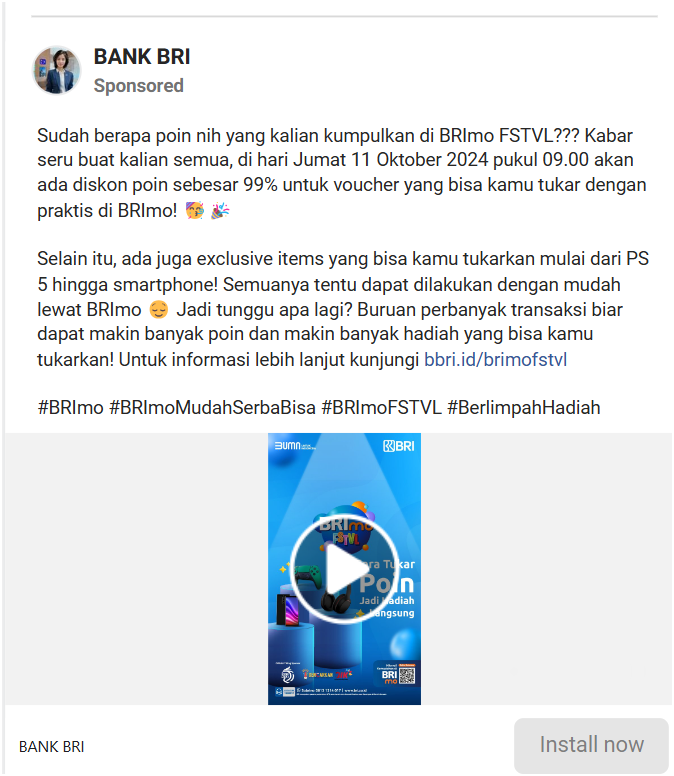 BANK BRI
Sponsored
Sudah berapa poin nih yang kalian kumpulkan di BRImo FSTVL??? Kabar
seru buat kalian semua, di hari Jumat 11 Oktober 2024 pukul 09.00 akan
ada diskon poin sebesar 99% untuk voucher yang bisa kamu tukar dengan
praktis di BRImo! 🥳 🎉
Selain itu, ada juga exclusive items yang bisa kamu tukarkan mulai dari PS
5 hingga smartphone! Semuanya tentu dapat dilakukan dengan mudah
lewat BRImo 😌 Jadi tunggu apa lagi? Buruan perbanyak transaksi biar
dapat makin banyak poin dan makin banyak hadiah yang bisa kamu
tukarkan! Untuk informasi lebih lanjut kunjungi bbri.id/brimofstvl
#BRImo #BRImoMudahSerbaBisa #BRImoFSTVL #BerlimpahHadiah
BUMN
BRI
BRImo
FSTVL
ara Tukar
Poin
Jadi Hadiah
Langsung
BRI
mo
BANK BRI
Install now